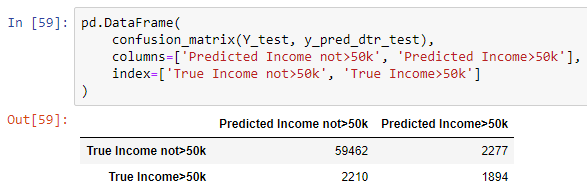 In [59]: pd.DataFrame(
confusion_matrix(Y_test, y_pred_dtr_test),
columns=['Predicted Income not>50k', 'Predicted Income>50k'],
index=['True Income not>50k', 'True Income>50k']
)
Out[59]:
Predicted Income not>50k Predicted Income>50k
True Income not>50k 59462 2277
True Income>50k 2210 1894